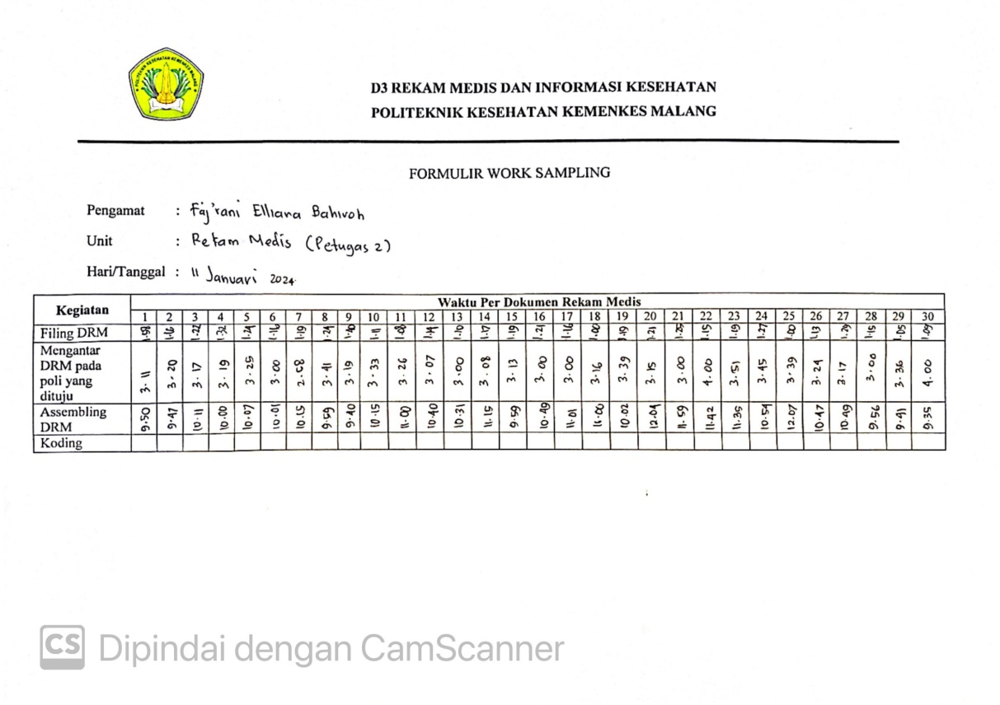 POLITEKNIK KESEHATAN KEMENKES MALANG
D3 REKAM MEDIS DAN INFORMASI KESEHATAN
POLITEKNIK KESEHATAN KEMENKES MALANG
FORMULIR WORK SAMPLING
Pengamat : Faj'rani Elliana Bahiroh
Unit : Rekam Medis (Petugas 2)
Hari/Tanggal : 11 Januari 2024
Kegiatan Waktu Per Dokumen Rekam Medis
1 2 3 4 5 6 7 8 9 10 11 12 13 14 15 16 17 18 19 20 21 22 23 24 25 26 27 28 29 30
Filing DRM 1.58 1.16 1.22 1.32 1.24 1.16 1.19 1.24 1.40 1.11 1.08 1.14 1.10 1.17 1.19 1.21 1.16 1.00 1.19 1.21 1.25 1.15 1.19 1.27 1.00 1.13 1.29 1.15 1.05 1.09
Mengantar
DRM pada
poli yang
dituju 3.11 3.20 3.17 3.19 3.25 3.00 2.58 3.41 3.19 3.33 3.26 3.07 3.00 3.08 3.13 3.00 3.00 3.16 3.39 3.15 3.00 4.00 3.51 3.45 3.39 3.24 3.17 3.00 3.36 4.00
Assembling
DRM 9.50 9.47 10.11 10.00 10.07 10.01 10.15 9.59 9.40 10.15 11.00 10.40 10.31 11.15 9.59 10.49 11.01 11.00 10.02 12.04 11.59 11.42 11.35 10.54 12.07 10.47 10.49 9.56 9.41 9.35
Koding
CS Dipindai dengan CamScanner